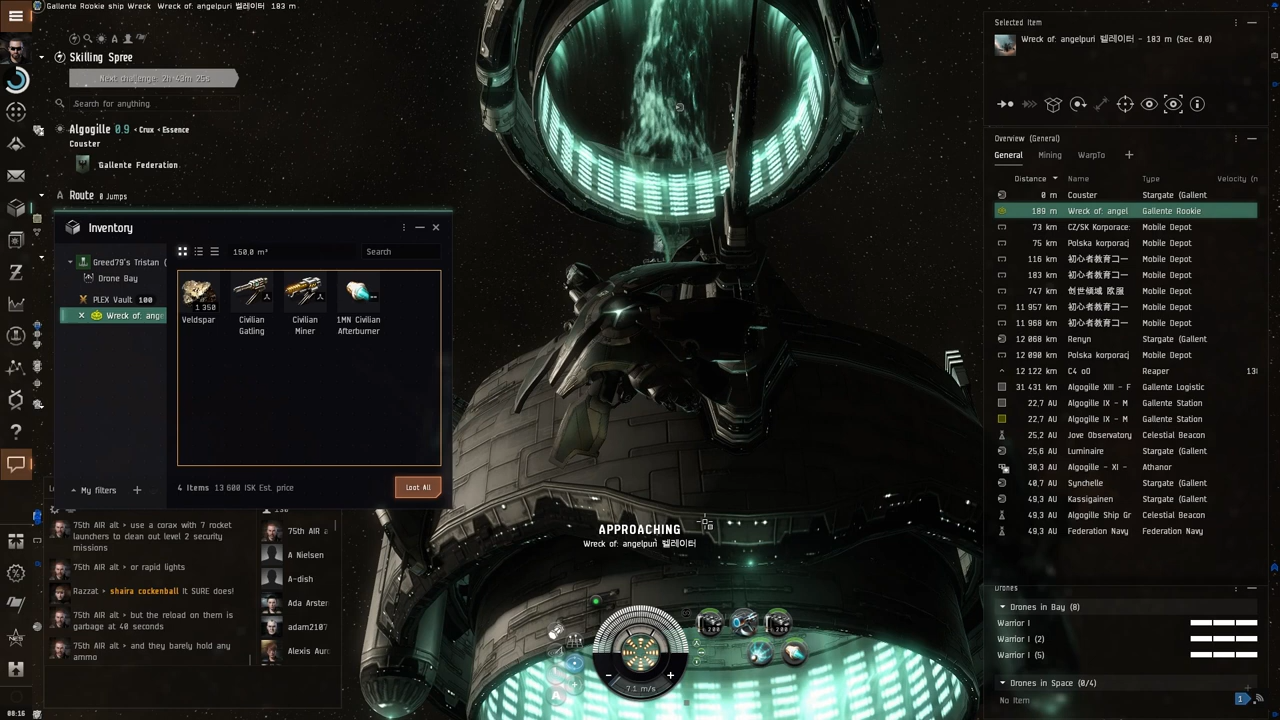 Gallente Rookie ship Wreck Wreck of: angelpuri 텔레이터 183 m
Skilling Spree
Next challenge: 2h 43m 25s
Search for anything
Algogille 0.9 < Crux < Essence
Couster
Gallente Federation
Route 0 Jumps
Inventory
150,0 m³
Search
Greed79's Tristan (
Drone Bay
PLEX Vault 100
Wreck of: ange
1 350
Veldspar
Civilian
Gatling
Civilian
Miner
1MN Civilian
Afterburner
My filters
4 Items 13 600 ISK Est. price
Loot All
75th AIR alt > use a corax with 7 rocket
launchers to clean out level 2 security
missions
75th AIR alt > or rapid lights
Razzat > shaira cockenball It SURE does!
75th AIR alt > but the reload on them is
garbage at 40 seconds
75th AIR alt > and they barely hold any
ammo
75th AIR a
A Nielsen
A-dish
Ada Arster
adam2107
Alexis Auro
08:16
APPROACHING
Wreck of: angelpuri 텔레이터
7.1 m/s
Selected Item
Wreck of: angelpuri 텔레이터 - 183 m (Sec. 0,0)
Overview (General)
General Mining WarpTo
Distance Name Type Velocity (m
0 m Couster Stargate (Gallent
189 m Wreck of: angel Gallente Rookie
73 km CZ/SK Korporace: Mobile Depot
75 km Polska korporacj Mobile Depot
116 km 初心者教育コー Mobile Depot
183 km 初心者教育コー Mobile Depot
747 km 创世倾域 欧服 Mobile Depot
11 957 km 初心者教育コー Mobile Depot
11 968 km 初心者教育コー Mobile Depot
12 068 km Renyn Stargate (Gallent
12 090 km Polska korporacj Mobile Depot
12 122 km C4 oO Reaper
31 431 km Algogille XIII - F Gallente Logistic
22,7 AU Algogille IX - M Gallente Station
22,7 AU Algogille IX - M Gallente Station
25,2 AU Jove Observatory Celestial Beacon
25,6 AU Luminaire Stargate (Gallent
30,3 AU Algogille - XI - Athanor
40,7 AU Synchelle Stargate (Gallent
49,3 AU Kassigainen Stargate (Gallent
49,3 AU Algogille Ship Gr Celestial Beacon
49,3 AU Federation Navy Federation Navy
Drones
Drones in Bay (8)
Warrior I
Warrior I (2)
Warrior I (5)
Drones in Space (0/4)
No Item
1